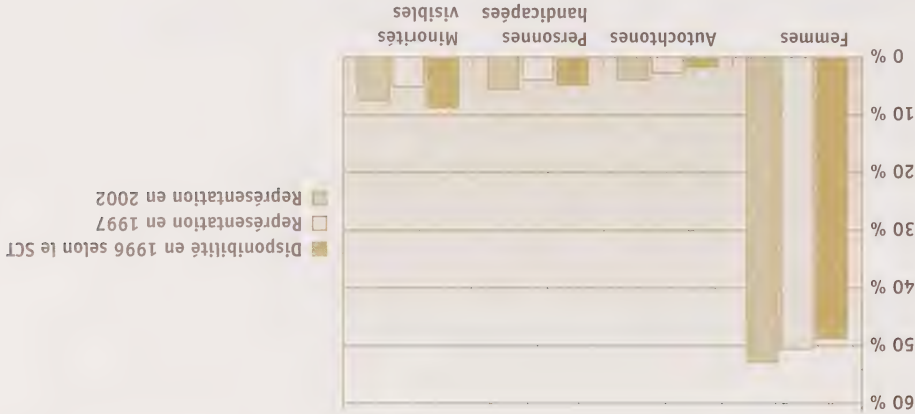 60 %
50 %
40 %
30 %
20 %
10 %
0 %
Disponibilité en 1996 selon le SCT
Représentation en 1997
Représentation en 2002
Femmes
Autochtones
Personnes
handicapées
Minorités
visibles